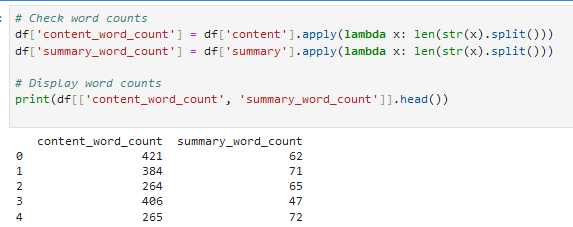 # Check word counts
df['content_word_count'] = df['content'].apply(lambda x: len(str(x).split()))
df['summary_word_count'] = df['summary'].apply(lambda x: len(str(x).split()))
# Display word counts
print(df[['content_word_count', 'summary_word_count']].head())
content_word_count summary_word_count
0 421 62
1 384 71
2 264 65
3 406 47
4 265 72